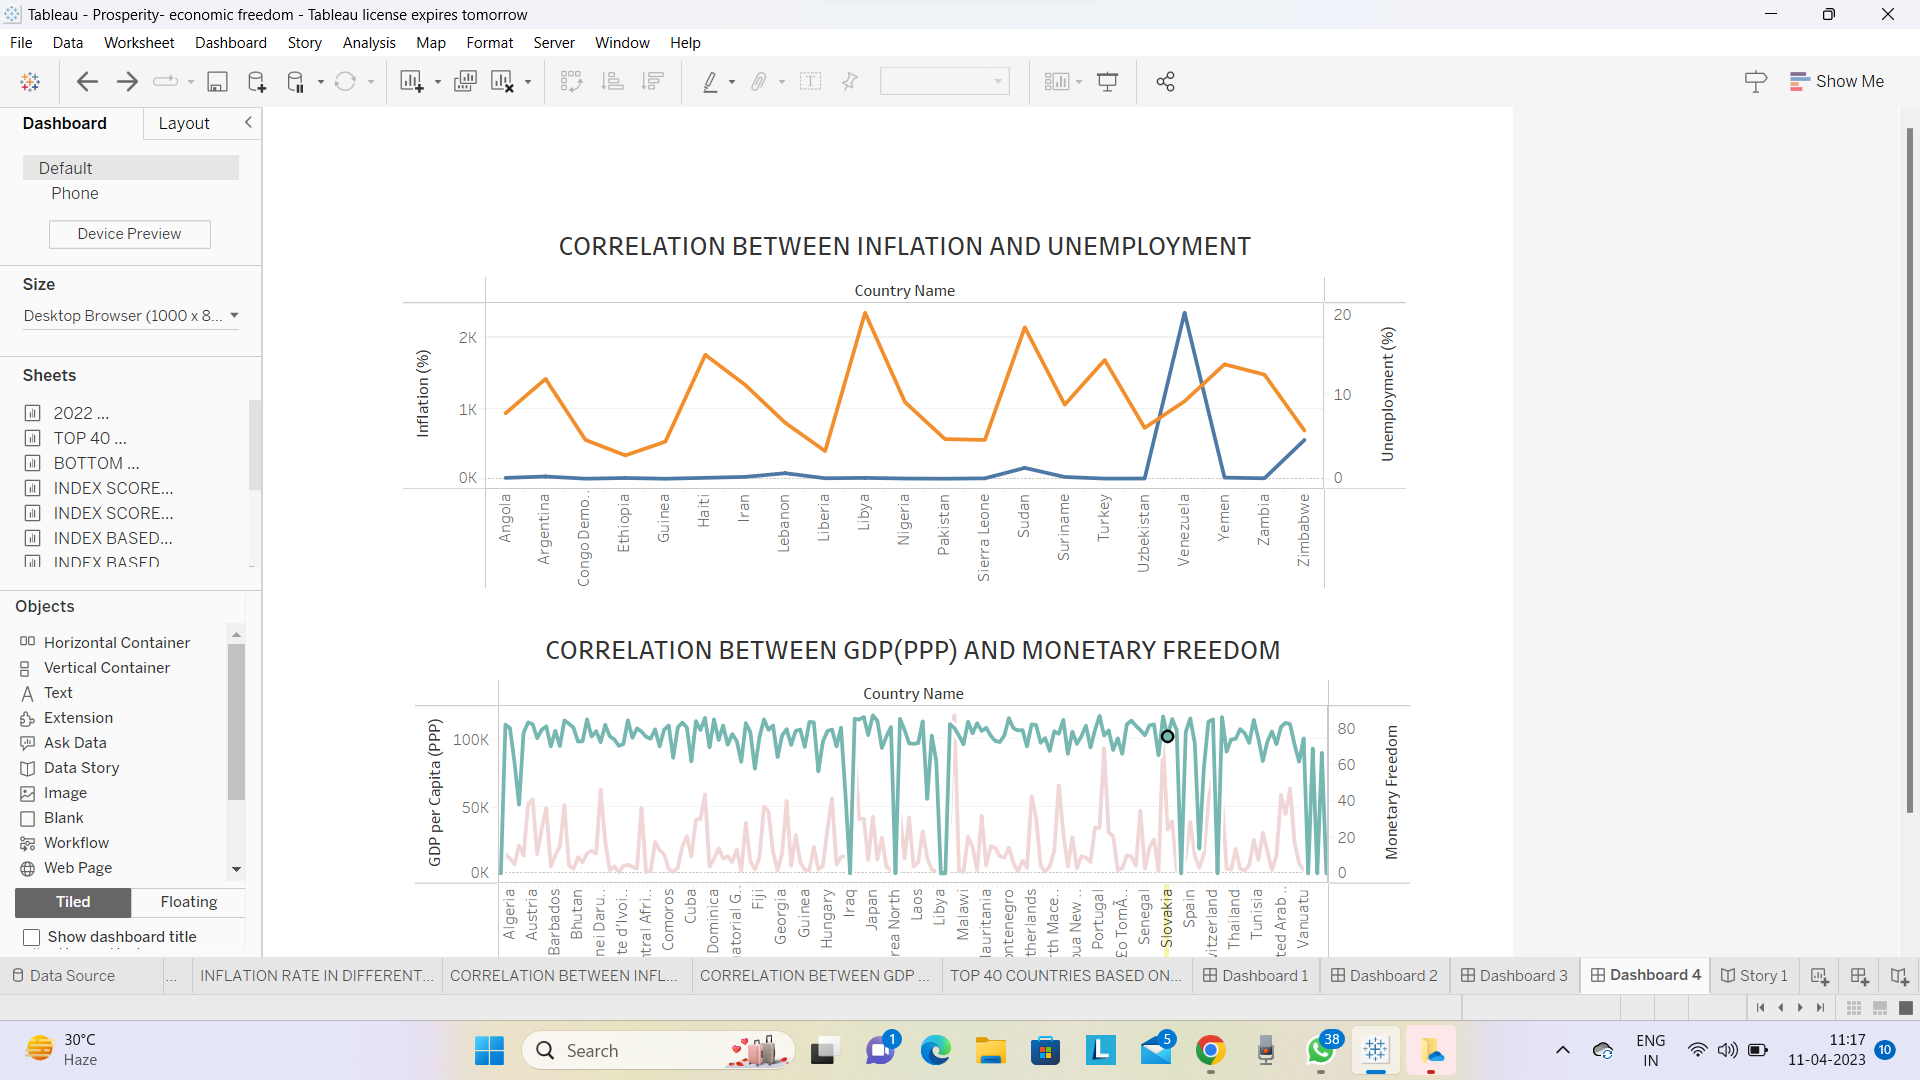 Tableau - Prosperity- economic freedom - Tableau license expires tomorrow
File Data Worksheet Dashboard Story Analysis Map Format Server Window Help
Show Me
Dashboard Layout
Default
Phone
Device Preview
Size
Desktop Browser (1000 x 8...
Sheets
2022 ...
TOP 40 ...
BOTTOM ...
INDEX SCORE...
INDEX SCORE...
INDEX BASED...
INDEX BASED
Objects
Horizontal Container
Vertical Container
Text
Extension
Ask Data
Data Story
Image
Blank
Workflow
Web Page
Tiled Floating
Show dashboard title
CORRELATION BETWEEN INFLATION AND UNEMPLOYMENT
Country Name
Inflation (%)
2K
1K
0K
20
10
0
Unemployment (%)
Angola
Argentina
Congo Demo..
Ethiopia
Guinea
Haiti
Iran
Lebanon
Liberia
Libya
Nigeria
Pakistan
Sierra Leone
Sudan
Suriname
Turkey
Uzbekistan
Venezuela
Yemen
Zambia
Zimbabwe
CORRELATION BETWEEN GDP(PPP) AND MONETARY FREEDOM
Country Name
GDP per Capita (PPP)
100K
50K
0K
80
60
40
20
0
Monetary Freedom
Algeria
Austria
Barbados
Bhutan
nei Daru..
te d'Ivoi..
ntral Afri..
Comoros
Cuba
Dominica
uatorial G..
Fiji
Georgia
Guinea
Hungary
Iraq
Japan
rea North
Laos
Libya
Malawi
lauritania
ontenegro
therlands
rth Mace..
ua New ..
Portugal
£o TomÃ..
Senegal
Slovakia
Spain
vitzerland
Thailand
Tunisia
ted Arab..
Vanuatu
Data Source ... INFLATION RATE IN DIFFERENT... CORRELATION BETWEEN INFL... CORRELATION BETWEEN GDP ... TOP 40 COUNTRIES BASED ON... Dashboard 1 Dashboard 2 Dashboard 3 Dashboard 4 Story 1
30°C
Haze
Search
1
5
38
ENG
IN
11:17
11-04-2023
10